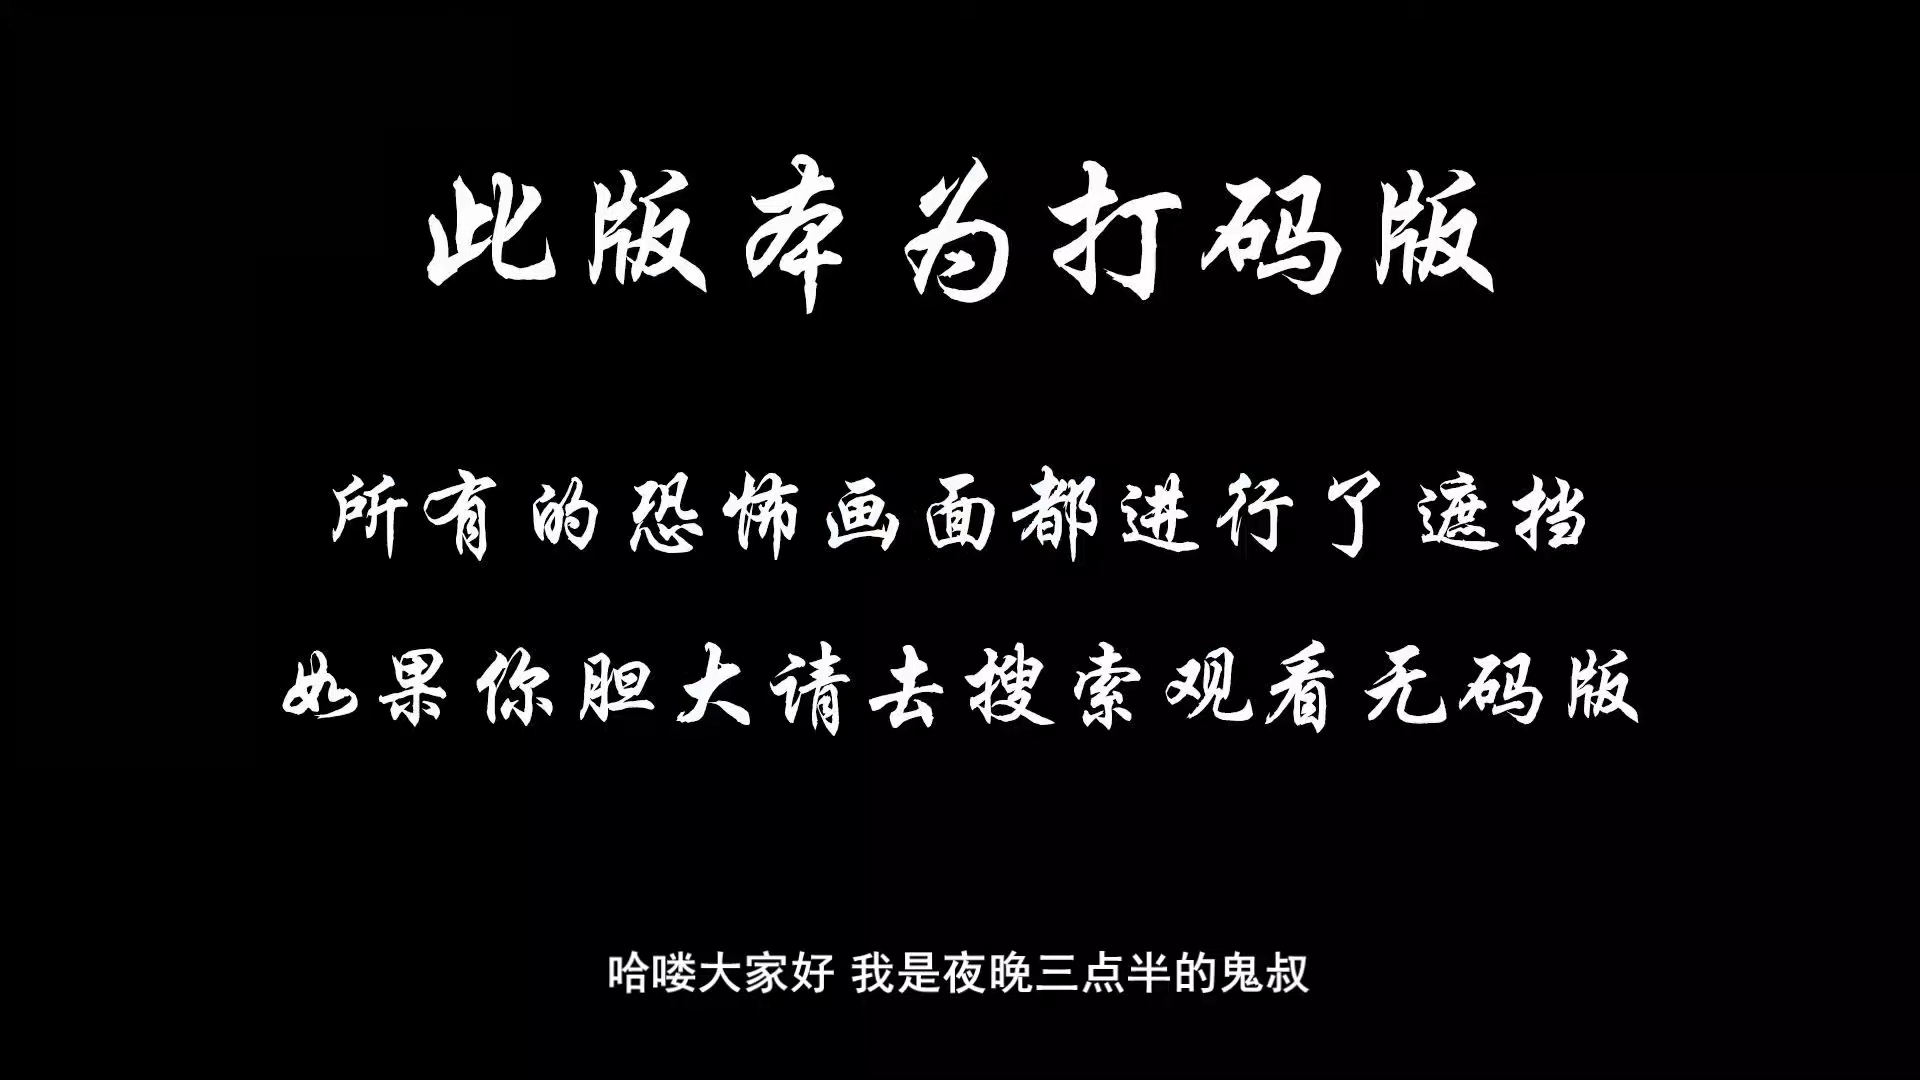 此版本为打码版
所有的恐怖画面都进行了遮挡
如果你胆大请去搜索观看无码版
哈喽大家好 我是夜晚三点半的鬼叔